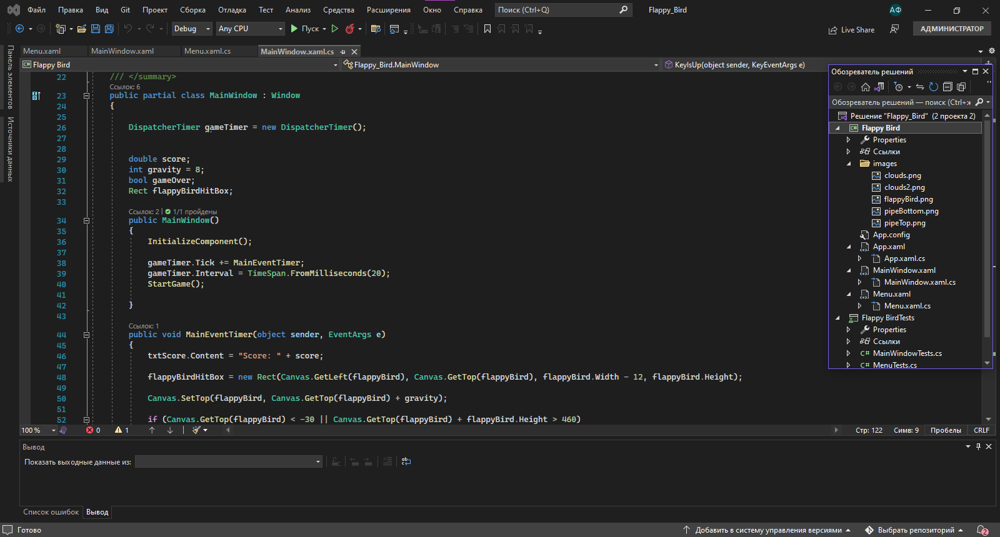 Файл Правка Вид Git Проект Сборка Отладка Тест Анализ Средства Расширения Окно Справка Поиск (Ctrl+Q) Flappy_Bird АФ
Debug Any CPU Пуск Live Share АДМИНИСТРАТОР
Панель элементов
Источники данных
Menu.xaml MainWindow.xaml Menu.xaml.cs MainWindow.xaml.cs
Flappy Bird Flappy_Bird.MainWindow KeyIsUp(object sender, KeyEventArgs e)
22 /// </summary>
Ссылок: 6
23 public partial class MainWindow : Window
24 {
25
26 DispatcherTimer gameTimer = new DispatcherTimer();
27
28
29 double score;
30 int gravity = 8;
31 bool gameOver;
32 Rect flappyBirdHitBox;
33
Ссылок: 2 | 1/1 пройдены
34 public MainWindow()
35 {
36 InitializeComponent();
37
38 gameTimer.Tick += MainEventTimer;
39 gameTimer.Interval = TimeSpan.FromMilliseconds(20);
40 StartGame();
41
42 }
43
Ссылок: 1
44 public void MainEventTimer(object sender, EventArgs e)
45 {
46 txtScore.Content = "Score: " + score;
47
48 flappyBirdHitBox = new Rect(Canvas.GetLeft(flappyBird), Canvas.GetTop(flappyBird), flappyBird.Width - 12, flappyBird.Height);
49
50 Canvas.SetTop(flappyBird, Canvas.GetTop(flappyBird) + gravity);
51
52 if (Canvas.GetTop(flappyBird) < -30 || Canvas.GetTop(flappyBird) + flappyBird.Height > 460)
100 % 0 1 Стр: 122 Симв: 9 Пробелы CRLF
Обозреватель решений
Обозреватель решений — поиск (Ctrl+ж
Решение "Flappy_Bird" (2 проекта 2)
Flappy Bird
Properties
Ссылки
images
clouds.png
clouds2.png
flappyBird.png
pipeBottom.png
pipeTop.png
App.config
App.xaml
App.xaml.cs
MainWindow.xaml
MainWindow.xaml.cs
Menu.xaml
Menu.xaml.cs
Flappy BirdTests
Properties
Ссылки
C# MainWindowTests.cs
C# MenuTests.cs
Вывод
Показать выходные данные из:
Список ошибок Вывод
Готово Добавить в систему управления версиями Выбрать репозиторий 2